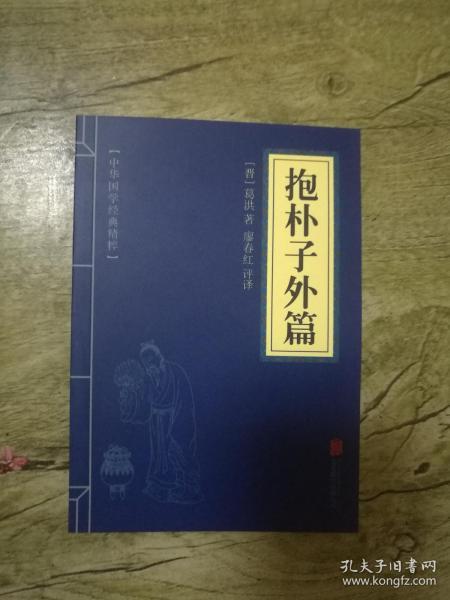 抱朴子外篇
[晋]葛洪 著 廖春红 评译
【中华国学经典精粹】
孔夫子旧书网
www.kongfz.com